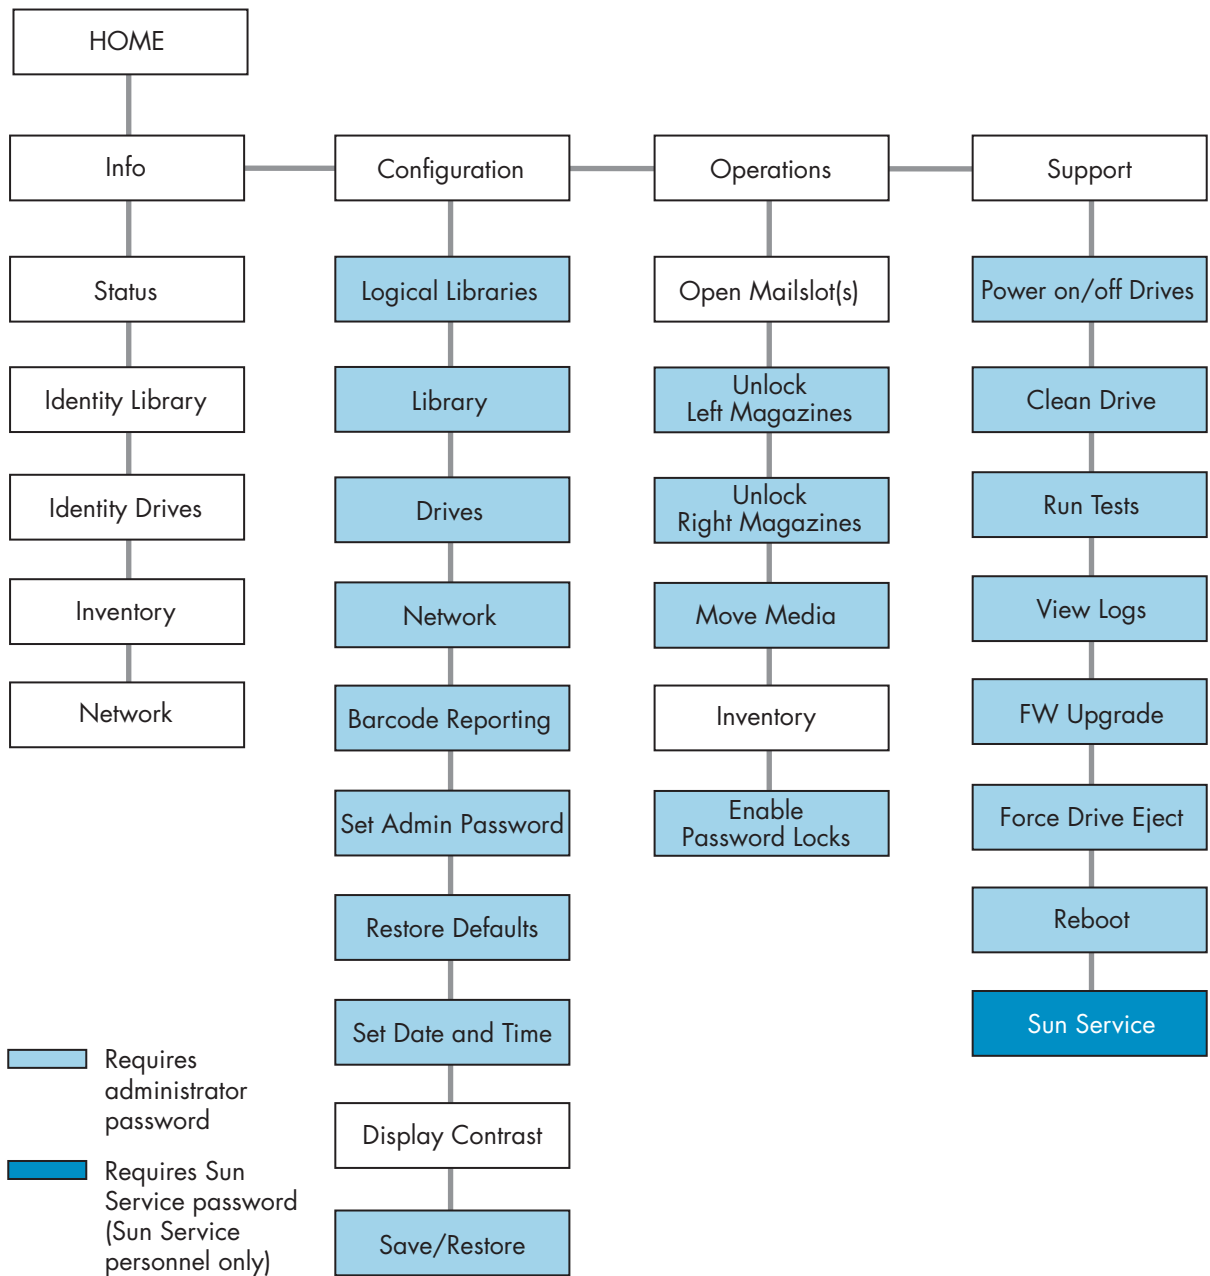 HOME
Info
Configuration
Operations
Support
Status
Identity Library
Identity Drives
Inventory
Network
Logical Libraries
Library
Drives
Network
Barcode Reporting
Set Admin Password
Restore Defaults
Set Date and Time
Display Contrast
Save/Restore
Open Mailslot(s)
Unlock
Left Magazines
Unlock
Right Magazines
Move Media
Inventory
Enable
Password Locks
Power on/off Drives
Clean Drive
Run Tests
View Logs
FW Upgrade
Force Drive Eject
Reboot
Sun Service
Requires
administrator
password
Requires Sun
Service password
(Sun Service
personnel only)